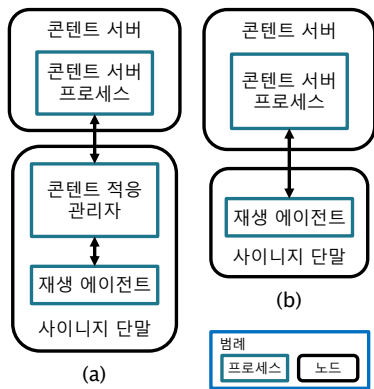 콘텐트 서버
콘텐트 서버
프로세스
콘텐트 적응
관리자
재생 에이전트
사이니지 단말
(a)
콘텐트 서버
콘텐트 서버
프로세스
재생 에이전트
사이니지 단말
(b)
범례
프로세스
노드